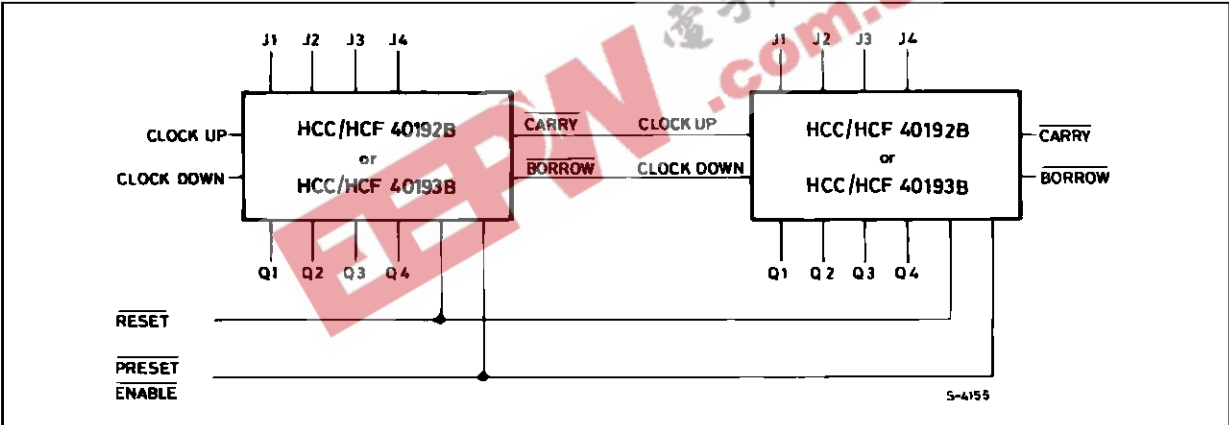 J1 J2 J3 J4
J1 J2 J3 J4
CLOCK UP
HCC/HCF 40192B
or
HCC/HCF 40193B
CLOCK DOWN
CARRY CLOCK UP
BORROW CLOCK DOWN
HCC/HCF 40192B
or
HCC/HCF 40193B
CARRY
BORROW
Q1 Q2 Q3 Q4
Q1 Q2 Q3 Q4
RESET
PRESET
ENABLE
S-4155
EEPW
.com.
電子